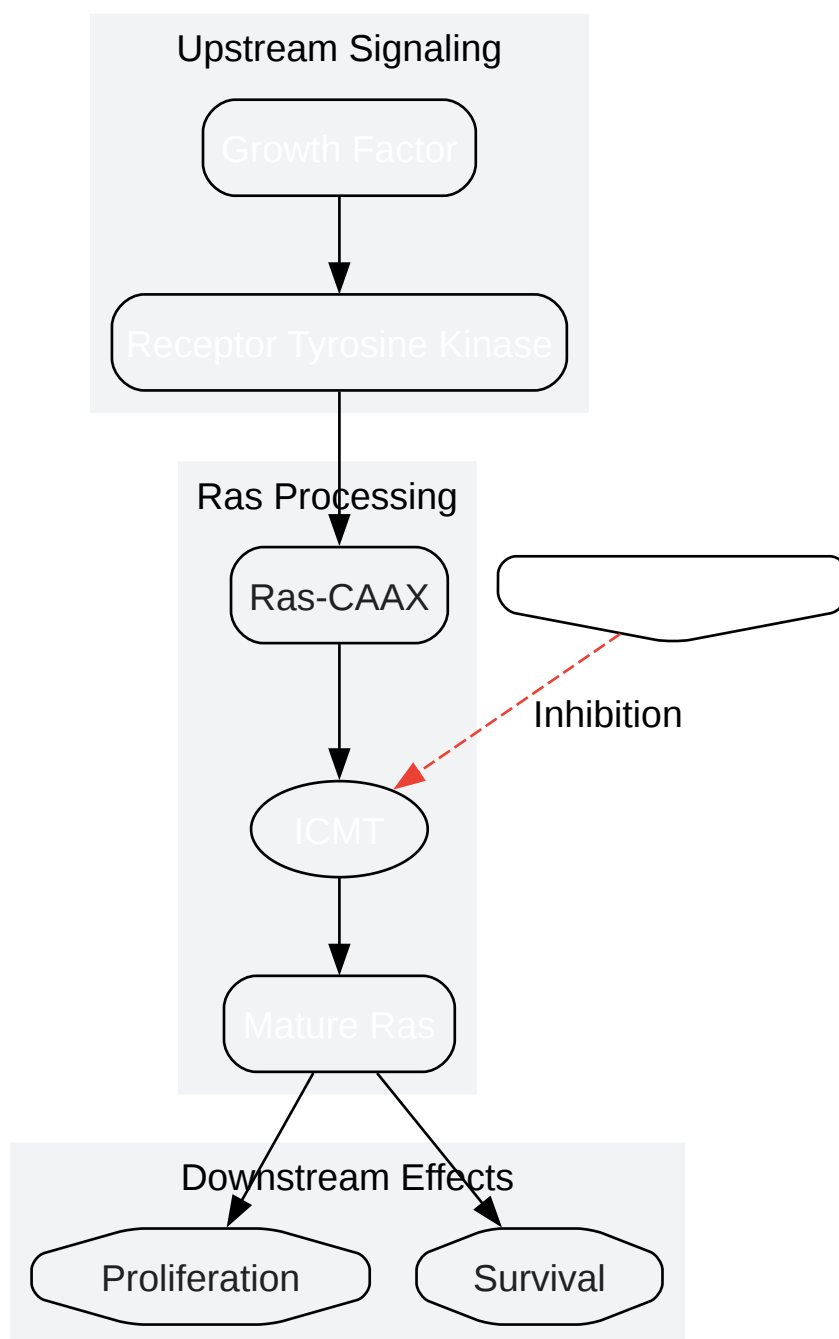 Upstream Signaling
Growth Factor
Receptor Tyrosine Kinase
Ras Processing
Ras-CAAX
Inhibition
ICMT
Mature Ras
Downstream Effects
Proliferation
Survival